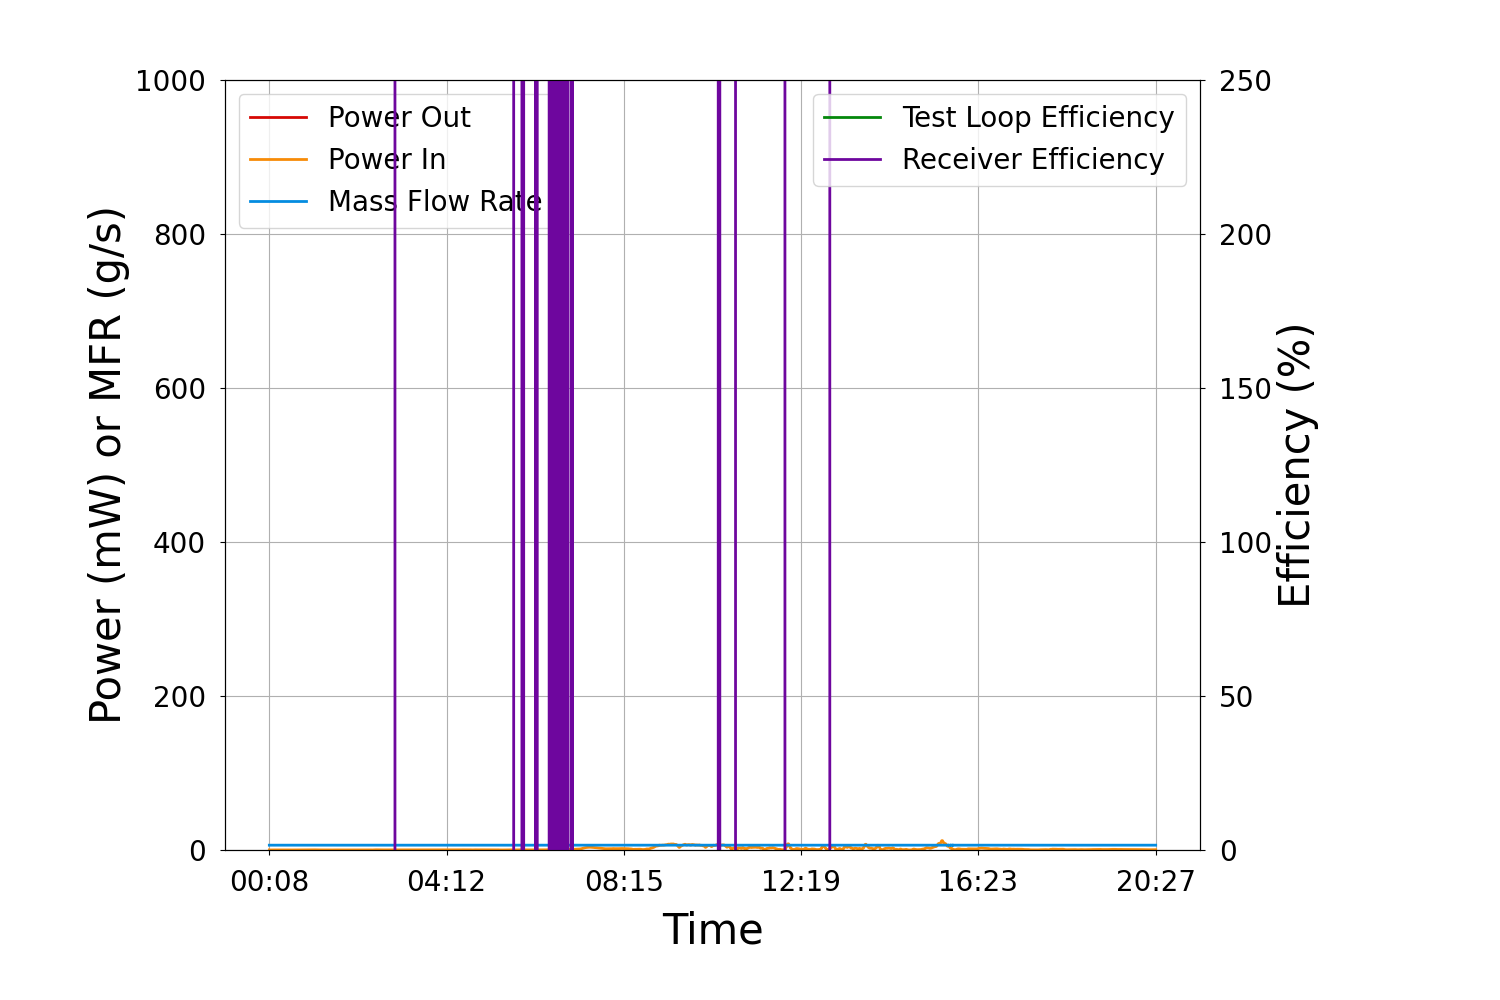 1000
800
600
400
200
0
Power (mW) or MFR (g/s)
Power Out
Power In
Mass Flow Rate
Test Loop Efficiency
Receiver Efficiency
250
200
150
100
50
0
Efficiency (%)
00:08 04:12 08:15 12:19 16:23 20:27
Time